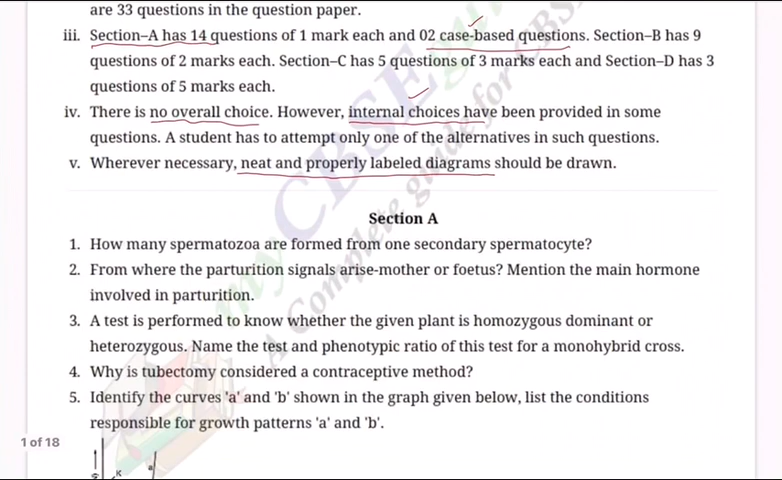 are 33 questions in the question paper.
iii. Section–A has 14 questions of 1 mark each and 02 case-based questions. Section–B has 9
questions of 2 marks each. Section–C has 5 questions of 3 marks each and Section–D has 3
questions of 5 marks each.
iv. There is no overall choice. However, internal choices have been provided in some
questions. A student has to attempt only one of the alternatives in such questions.
v. Wherever necessary, neat and properly labeled diagrams should be drawn.
Section A
1. How many spermatozoa are formed from one secondary spermatocyte?
2. From where the parturition signals arise-mother or foetus? Mention the main hormone
involved in parturition.
3. A test is performed to know whether the given plant is homozygous dominant or
heterozygous. Name the test and phenotypic ratio of this test for a monohybrid cross.
4. Why is tubectomy considered a contraceptive method?
5. Identify the curves 'a' and 'b' shown in the graph given below, list the conditions
responsible for growth patterns 'a' and 'b'.
1 of 18
K
a